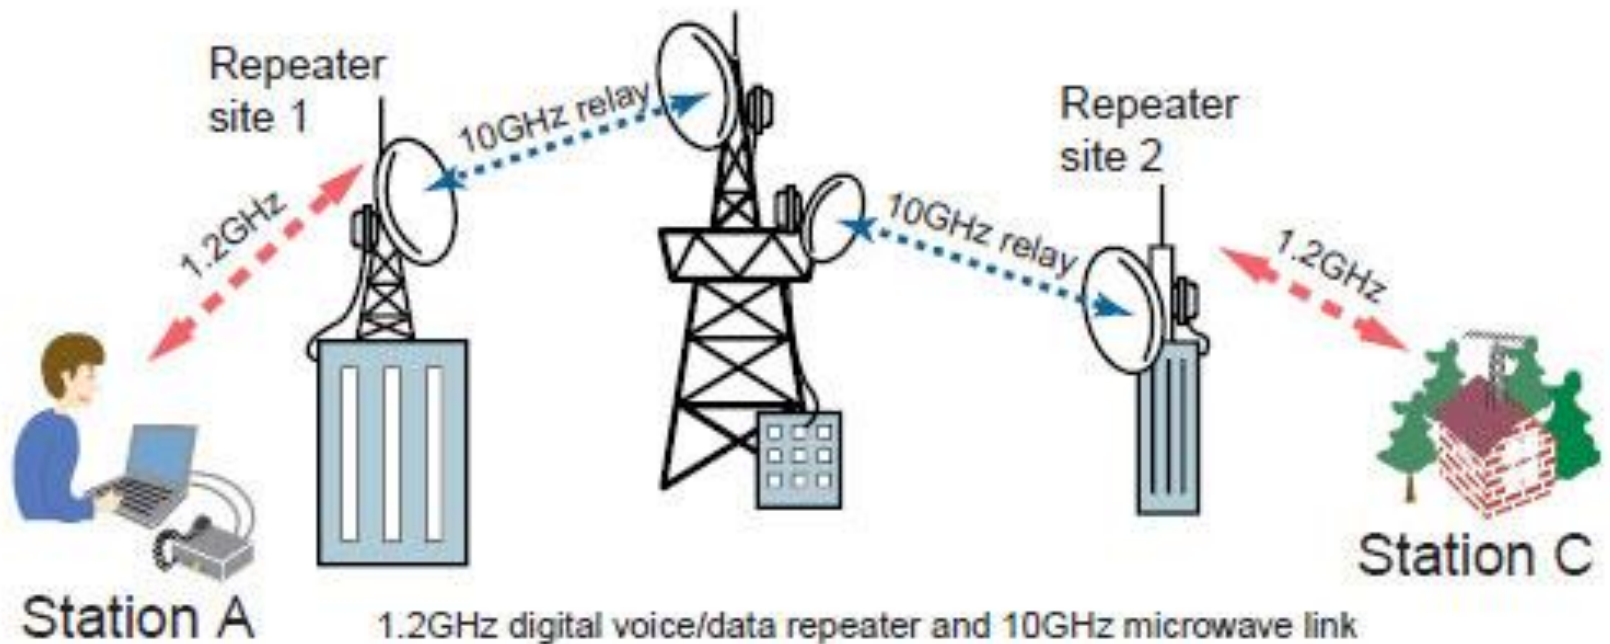 Repeater
site 1
10GHz relay
Repeater
site 2
1.2GHz
10GHz relay
1.2GHz
Station A
Station C
1.2GHz digital voice/data repeater and 10GHz microwave link